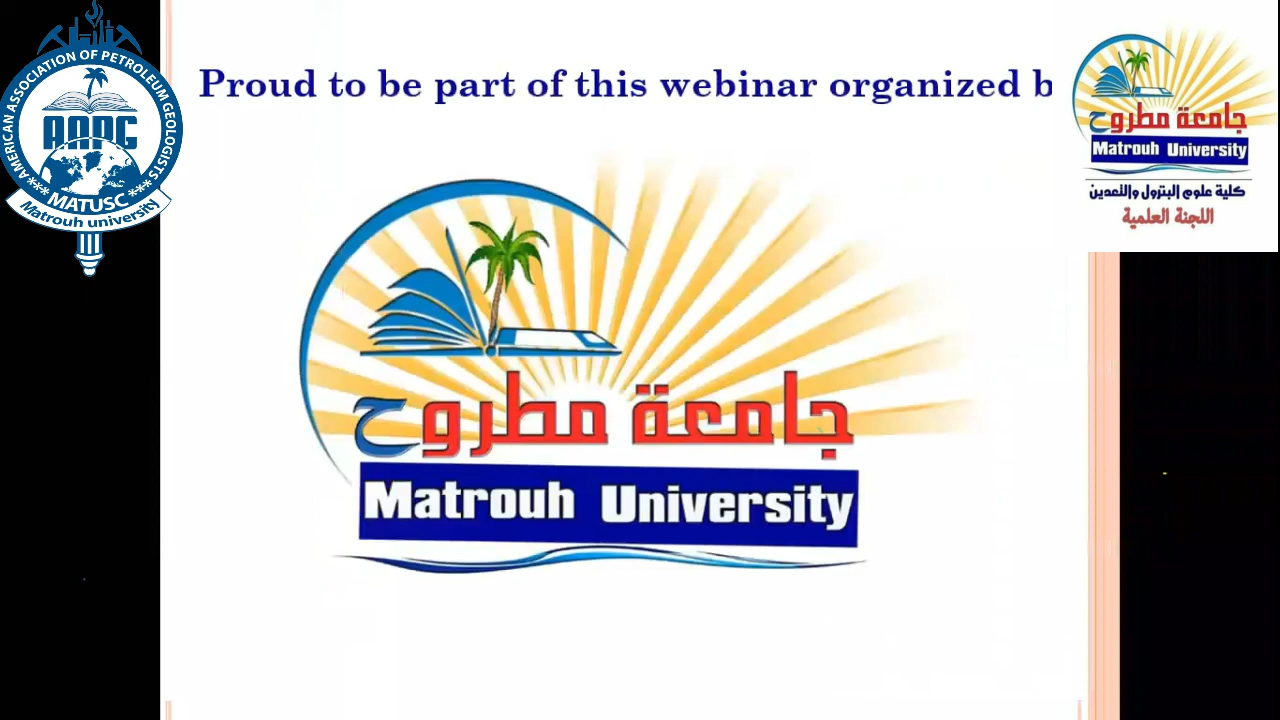 AMERICAN ASSOCIATION OF PETROLEUM GEOLOGISTS
AAPG
*** MATUSC ***
Matrouh university
Proud to be part of this webinar organized b
جامعة مطروح
Matrouh University
جامعة مطروح
Matrouh University
كلية علوم البترول والتعدين
اللجنة العلمية